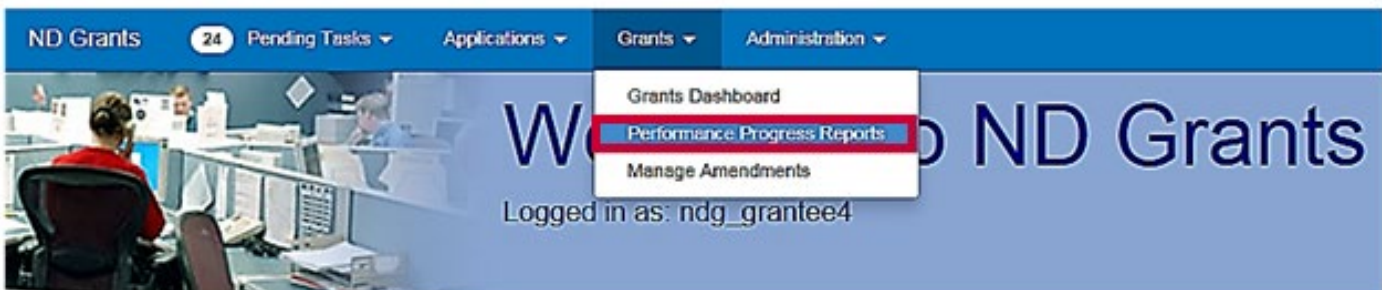 ND Grants 24 Pending Tasks Applications Grants Administration
Grants Dashboard
Performance Progress Reports
Manage Amendments
We o ND Grants
Logged in as: ndg_grantee4